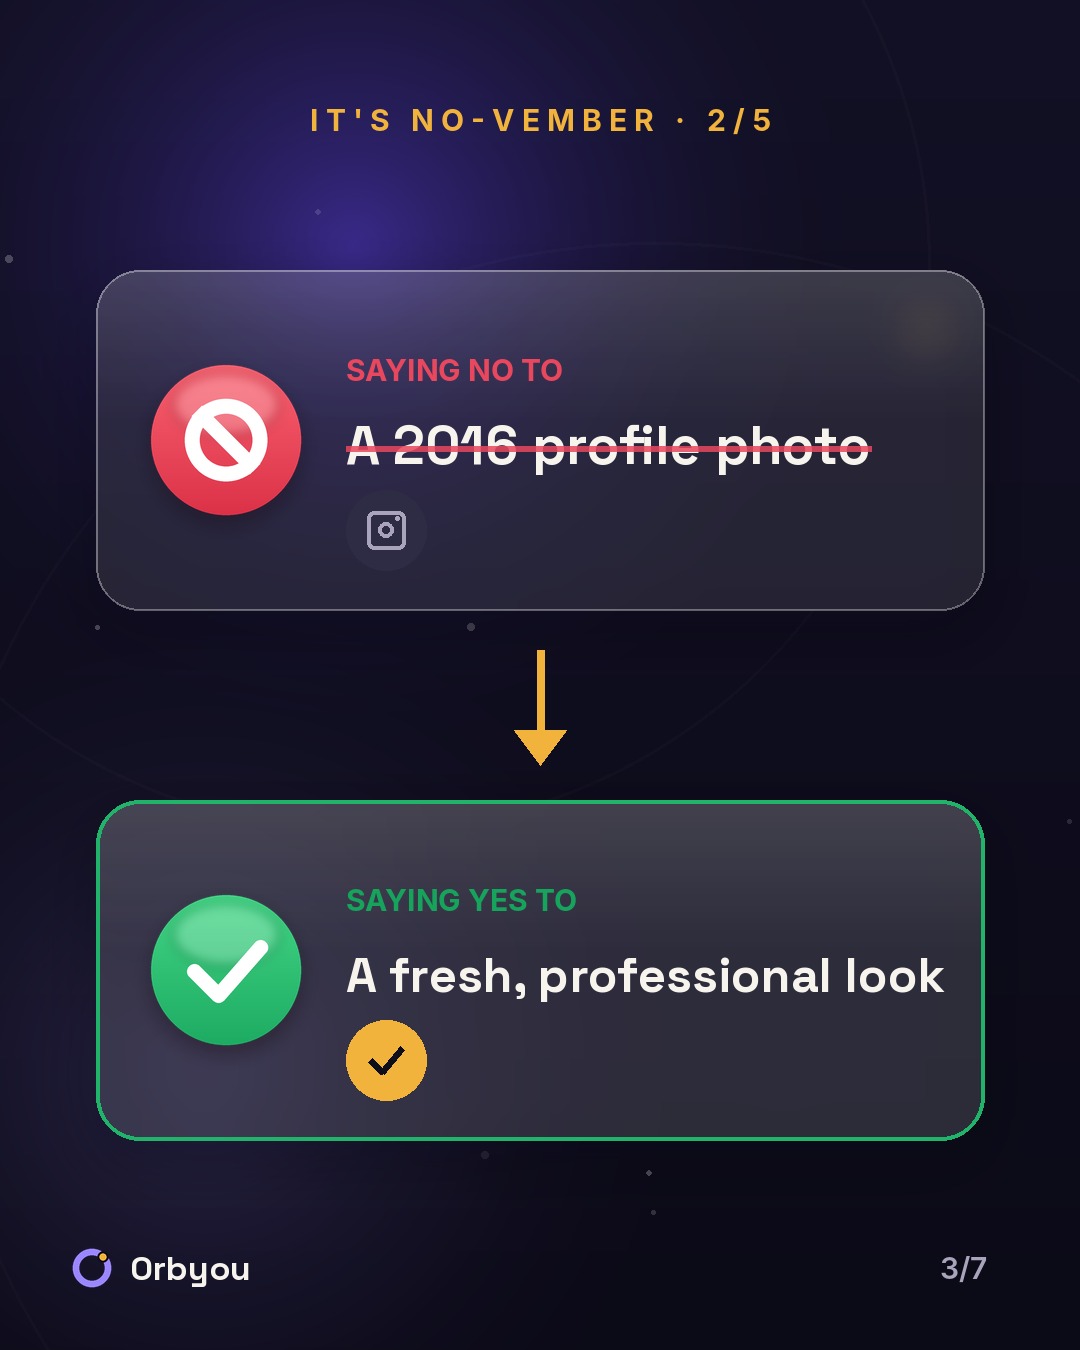 IT'S NO-VEMBER · 2/5
SAYING NO TO
A 2016 profile photo
SAYING YES TO
A fresh, professional look
Orbyou
3/7